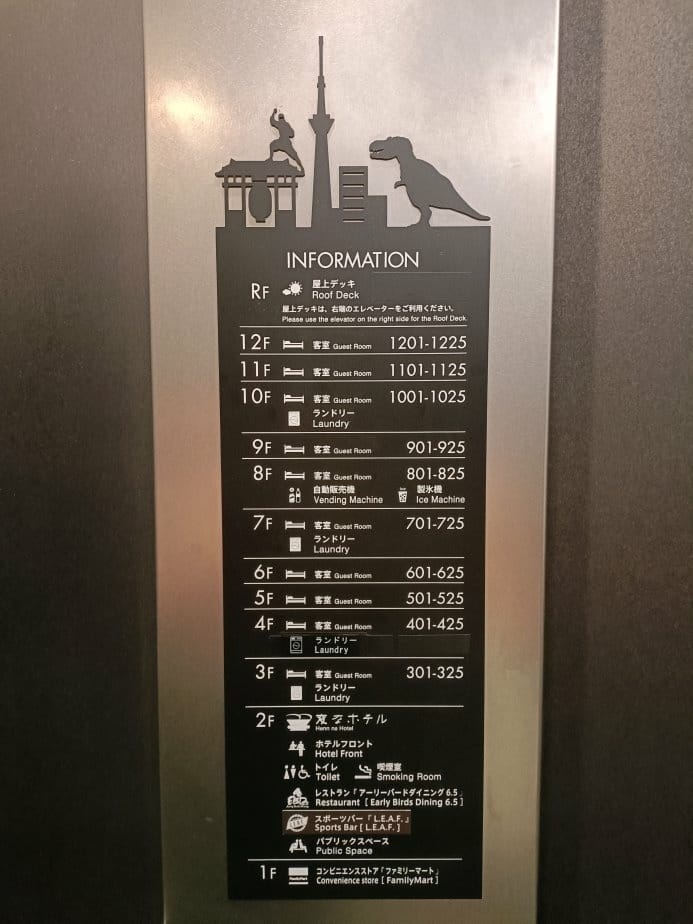 INFORMATION
RF 屋上デッキ
Roof Deck
屋上デッキは、右端のエレベーターをご利用ください。
Please use the elevator on the right side for the Roof Deck.
12F 客室 Guest Room 1201-1225
11F 客室 Guest Room 1101-1125
10F 客室 Guest Room 1001-1025
ランドリー
Laundry
9F 客室 Guest Room 901-925
8F 客室 Guest Room 801-825
自動販売機 製氷機
Vending Machine Ice Machine
7F 客室 Guest Room 701-725
ランドリー
Laundry
6F 客室 Guest Room 601-625
5F 客室 Guest Room 501-525
4F 客室 Guest Room 401-425
ランドリー
Laundry
3F 客室 Guest Room 301-325
ランドリー
Laundry
2F 変なホテル
Henn na Hotel
ホテルフロント
Hotel Front
トイレ 喫煙室
Toilet Smoking Room
レストラン「アーリーバードダイニング 6.5」
Restaurant [ Early Birds Dining 6.5 ]
スポーツバー「 L.E.A.F. 」
Sports Bar [ L.E.A.F. ]
パブリックスペース
Public Space
1F FamilyMart コンビニエンスストア「ファミリーマート」
Convenience store [ FamilyMart ]